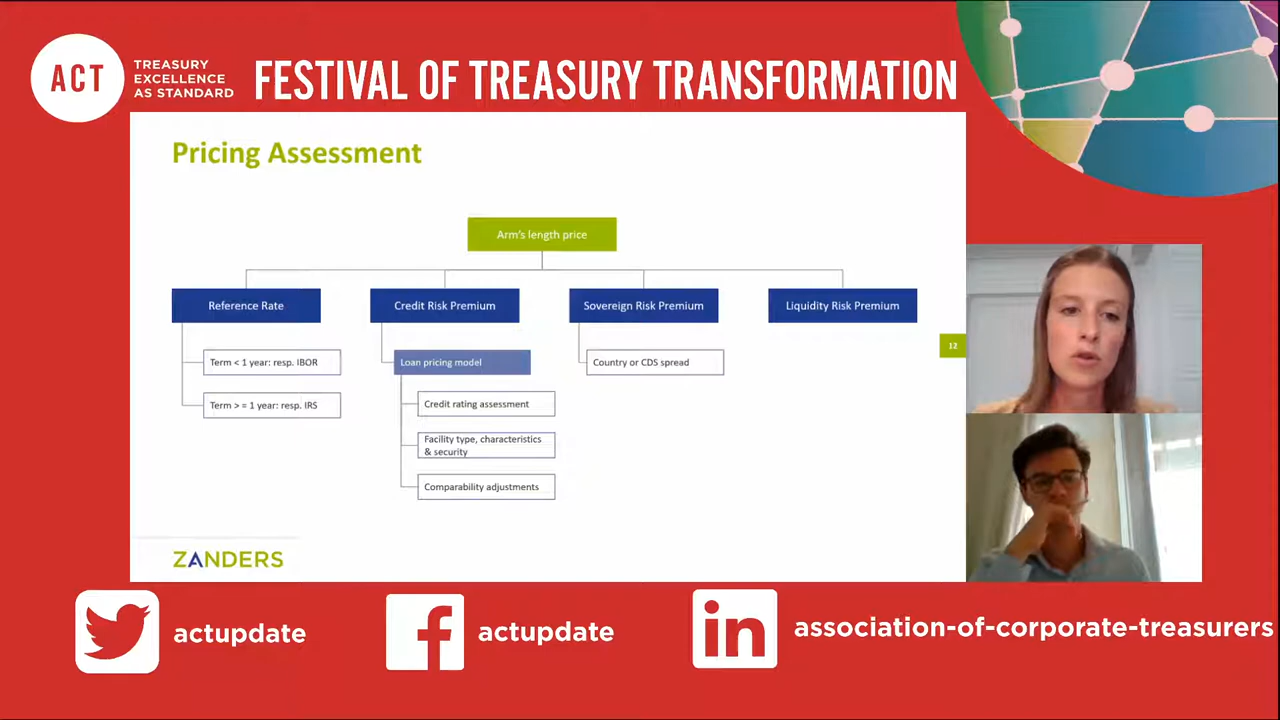 ACT
TREASURY
EXCELLENCE
AS STANDARD
FESTIVAL OF TREASURY TRANSFORMATION
Pricing Assessment
Arm's length price
Reference Rate
Credit Risk Premium
Sovereign Risk Premium
Liquidity Risk Premium
Term < 1 year: resp. IBOR
Loan pricing model
Country or CDS spread
Term > = 1 year: resp. IRS
Credit rating assessment
Facility type, characteristics
& security
Comparability adjustments
12
ZANDERS
actupdate
f
actupdate
in
association-of-corporate-treasurers